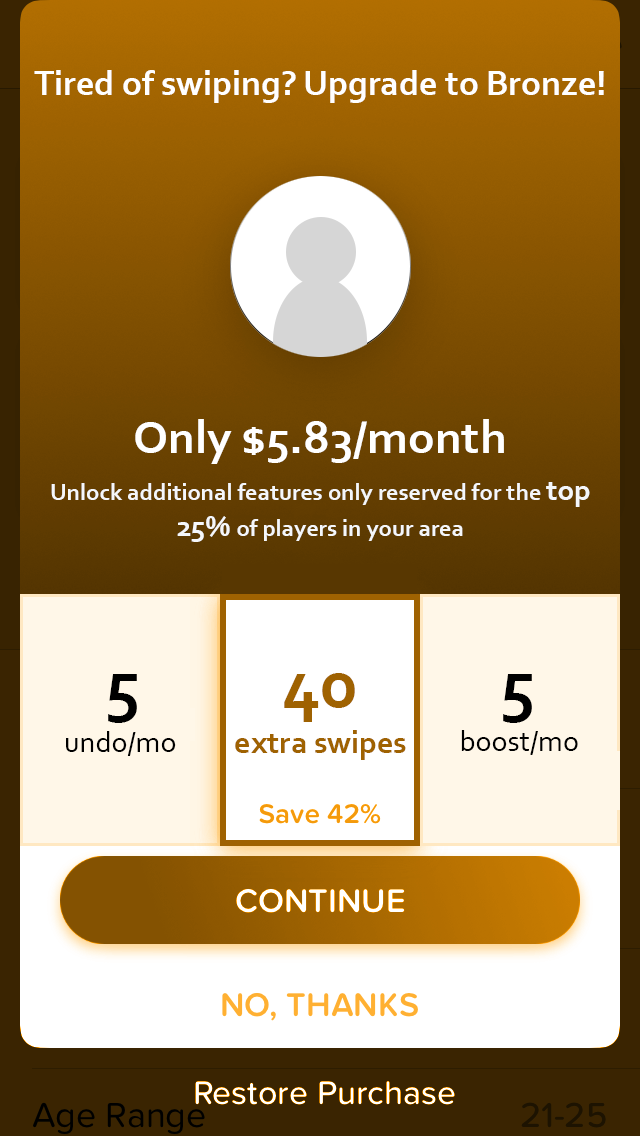 Tired of swiping? Upgrade to Bronze!
Only $5.83/month
Unlock additional features only reserved for the top
25% of players in your area
5
undo/mo
40
extra swipes
Save 42%
5
boost/mo
CONTINUE
NO, THANKS
Restore Purchase
Age Range
21-25